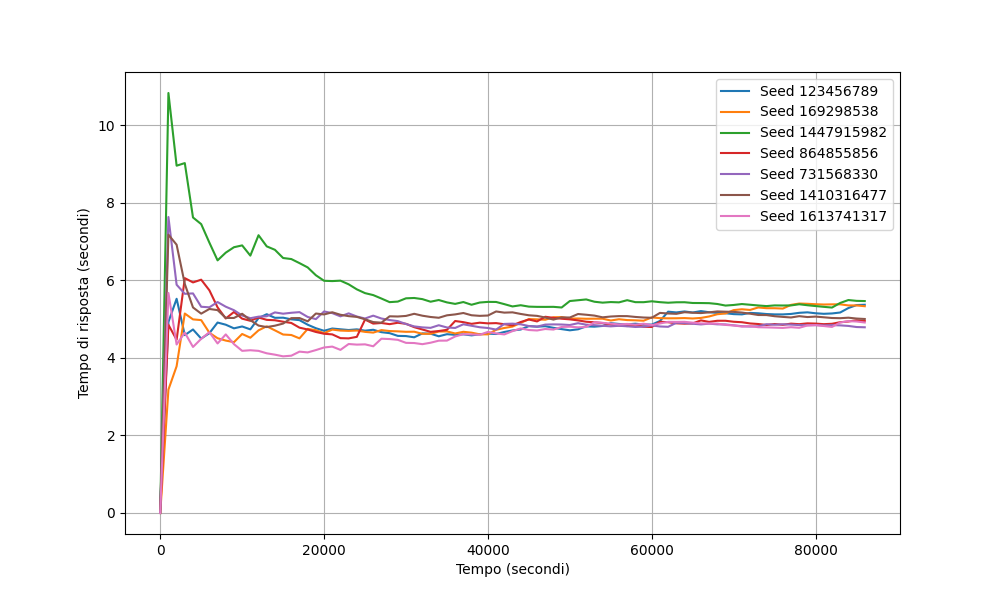 Seed 123456789
Seed 169298538
Seed 1447915982
Seed 864855856
Seed 731568330
Seed 1410316477
Seed 1613741317
10
8
6
4
2
0
Tempo di risposta (secondi)
0 20000 40000 60000 80000
Tempo (secondi)